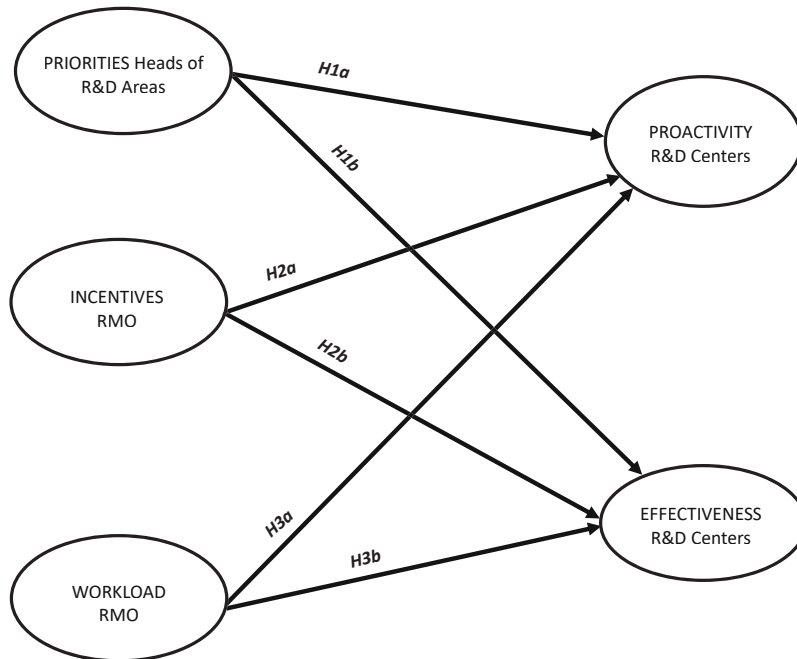 PRIORITIES Heads of
R&D Areas
H1a
PROACTIVITY
R&D Centers
H1b
H2a
INCENTIVES
RMO
H2b
H3a
EFFECTIVENESS
R&D Centers
H3b
WORKLOAD
RMO